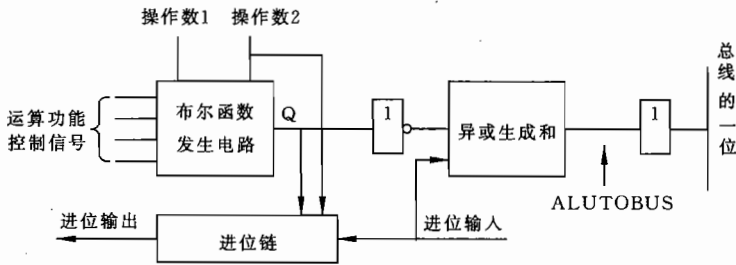 操作数1 操作数2
运算功能
控制信号
布尔函数
发生电路
Q
1
异或生成和
1
总线的一位
ALUTOBUS
进位输出
进位链
进位输人